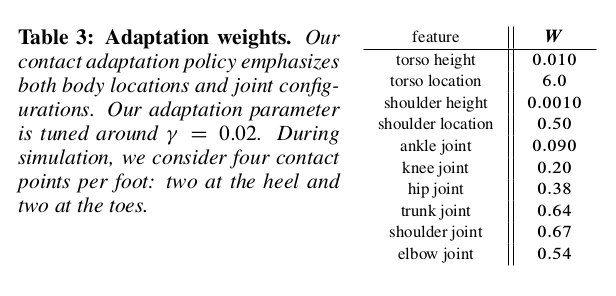 Table 3: Adaptation weights. Our
contact adaptation policy emphasizes
both body locations and joint config-
urations. Our adaptation parameter
is tuned around γ = 0.02. During
simulation, we consider four contact
points per foot: two at the heel and
two at the toes.
feature W
torso height 0.010
torso location 6.0
shoulder height 0.0010
shoulder location 0.50
ankle joint 0.090
knee joint 0.20
hip joint 0.38
trunk joint 0.64
shoulder joint 0.67
elbow joint 0.54